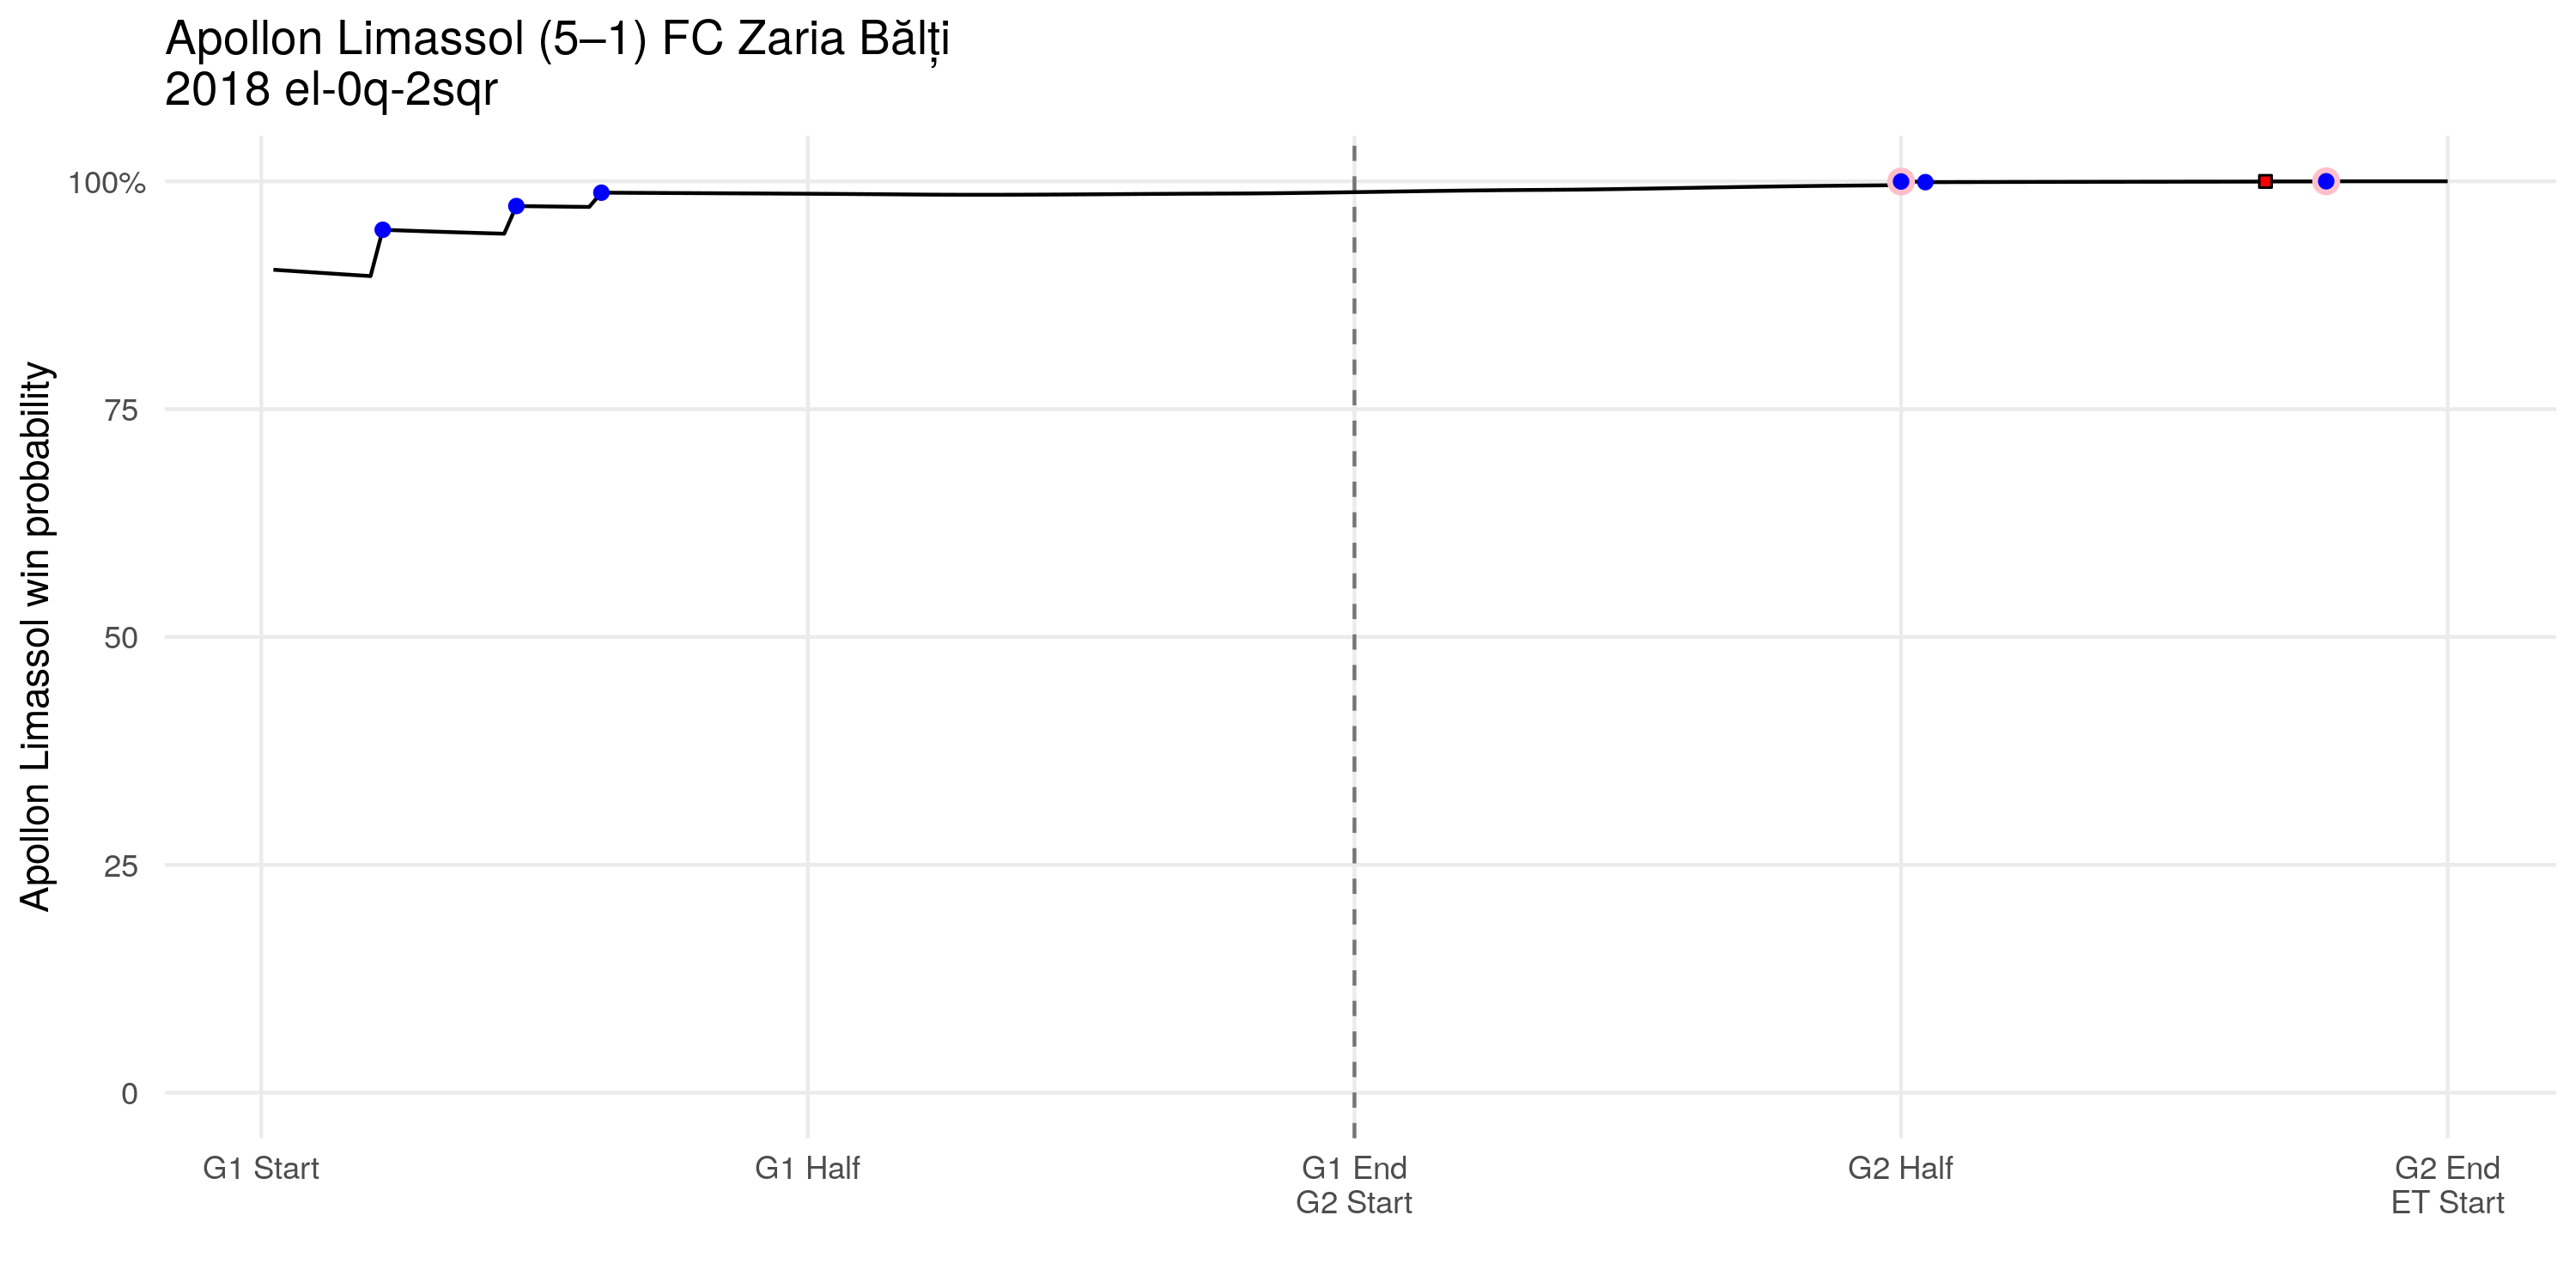 Apollon Limassol (5–1) FC Zaria Bălți
2018 el-0q-2sqr
Apollon Limassol win probability
100%
75
50
25
0
G1 Start
G1 Half
G1 End
G2 Start
G2 Half
G2 End
ET Start